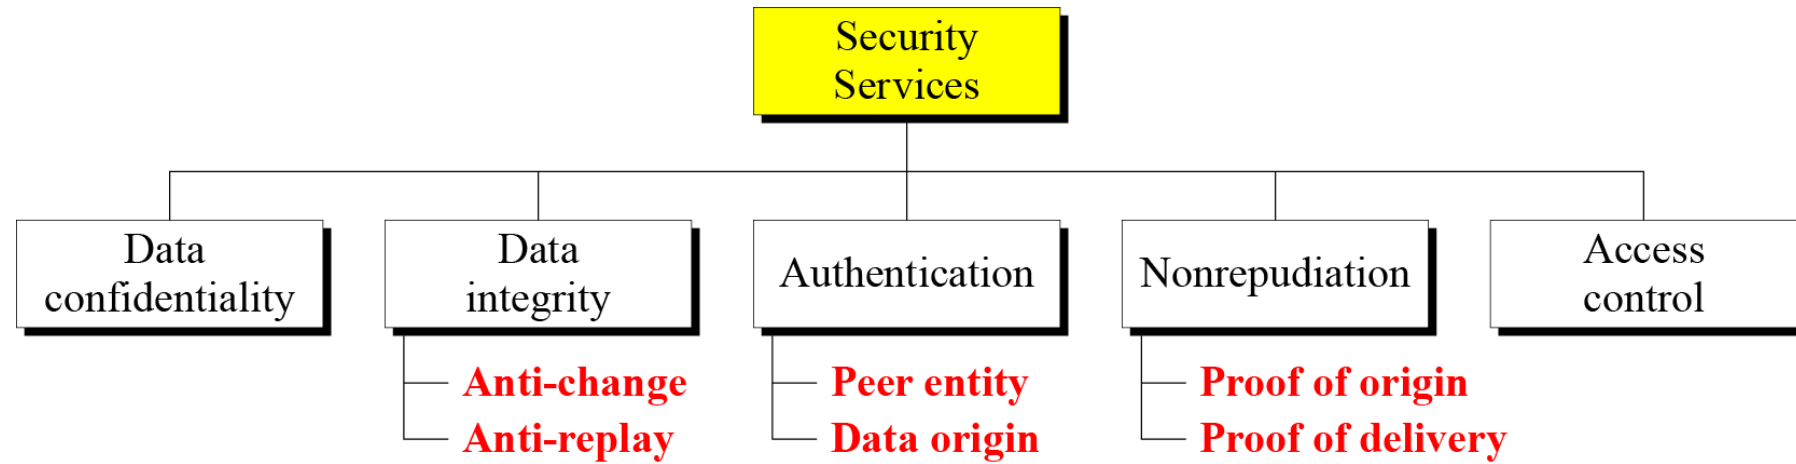 Security
Services
Data
confidentiality
Data
integrity
Authentication
Nonrepudiation
Access
control
Anti-change
Anti-replay
Peer entity
Data origin
Proof of origin
Proof of delivery